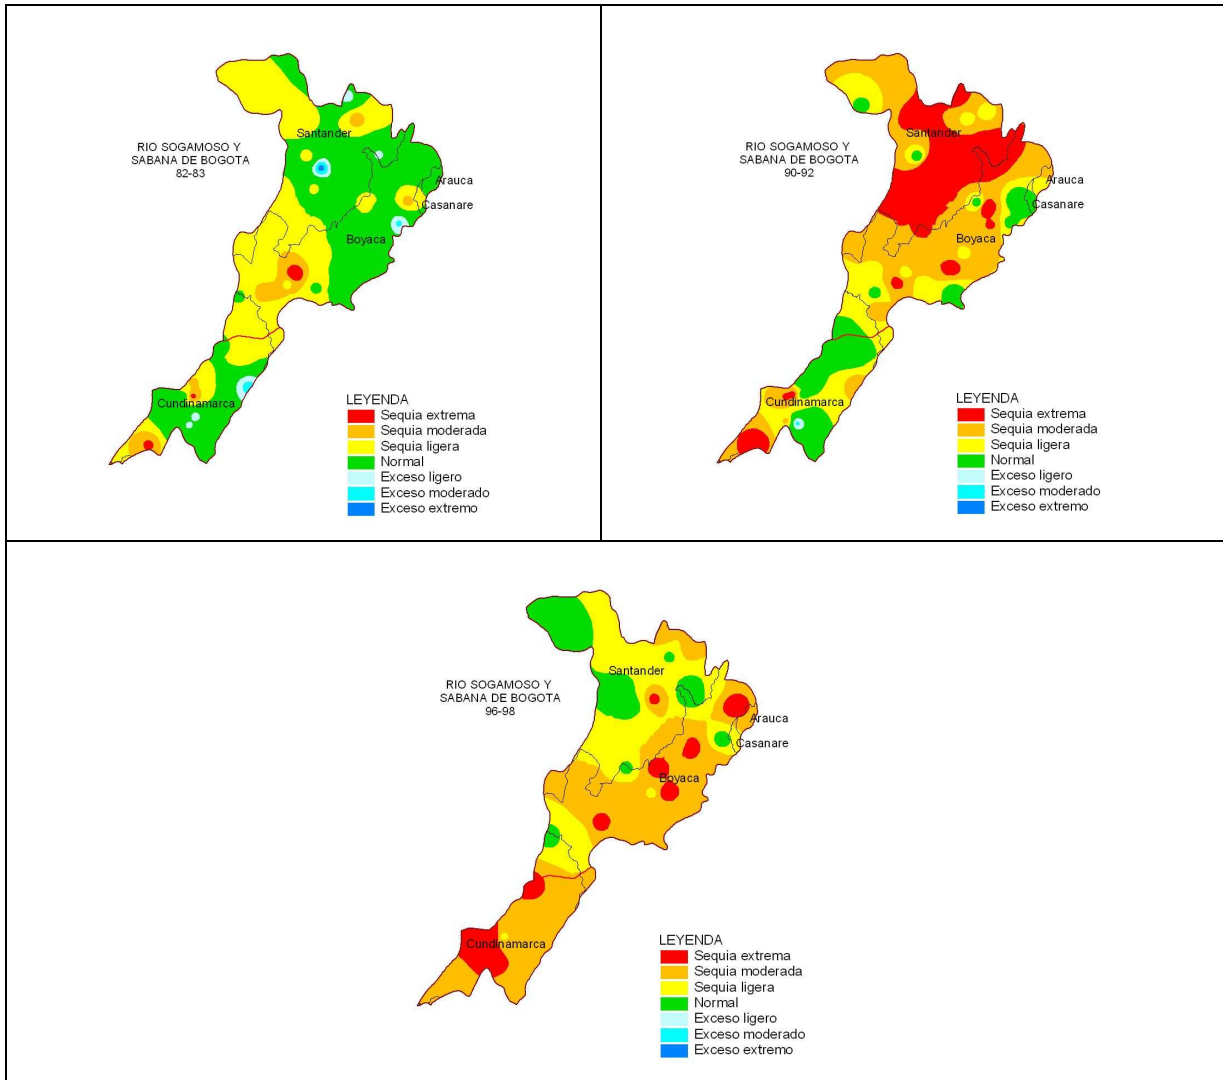 RIO SOGAMOSO Y
SABANA DE BOGOTA
82-83
Santander
Arauca
Casanare
Boyaca
Cundinamarca
LEYENDA
Sequia extrema
Sequia moderada
Sequia ligera
Normal
Exceso ligero
Exceso moderado
Exceso extremo
RIO SOGAMOSO Y
SABANA DE BOGOTA
90-92
Santander
Arauca
Casanare
Boyaca
Cundinamarca
LEYENDA
Sequia extrema
Sequia moderada
Sequia ligera
Normal
Exceso ligero
Exceso moderado
Exceso extremo
RIO SOGAMOSO Y
SABANA DE BOGOTA
96-98
Santander
Arauca
Casanare
Boyaca
Cundinamarca
LEYENDA
Sequia extrema
Sequia moderada
Sequia ligera
Normal
Exceso ligero
Exceso moderado
Exceso extremo